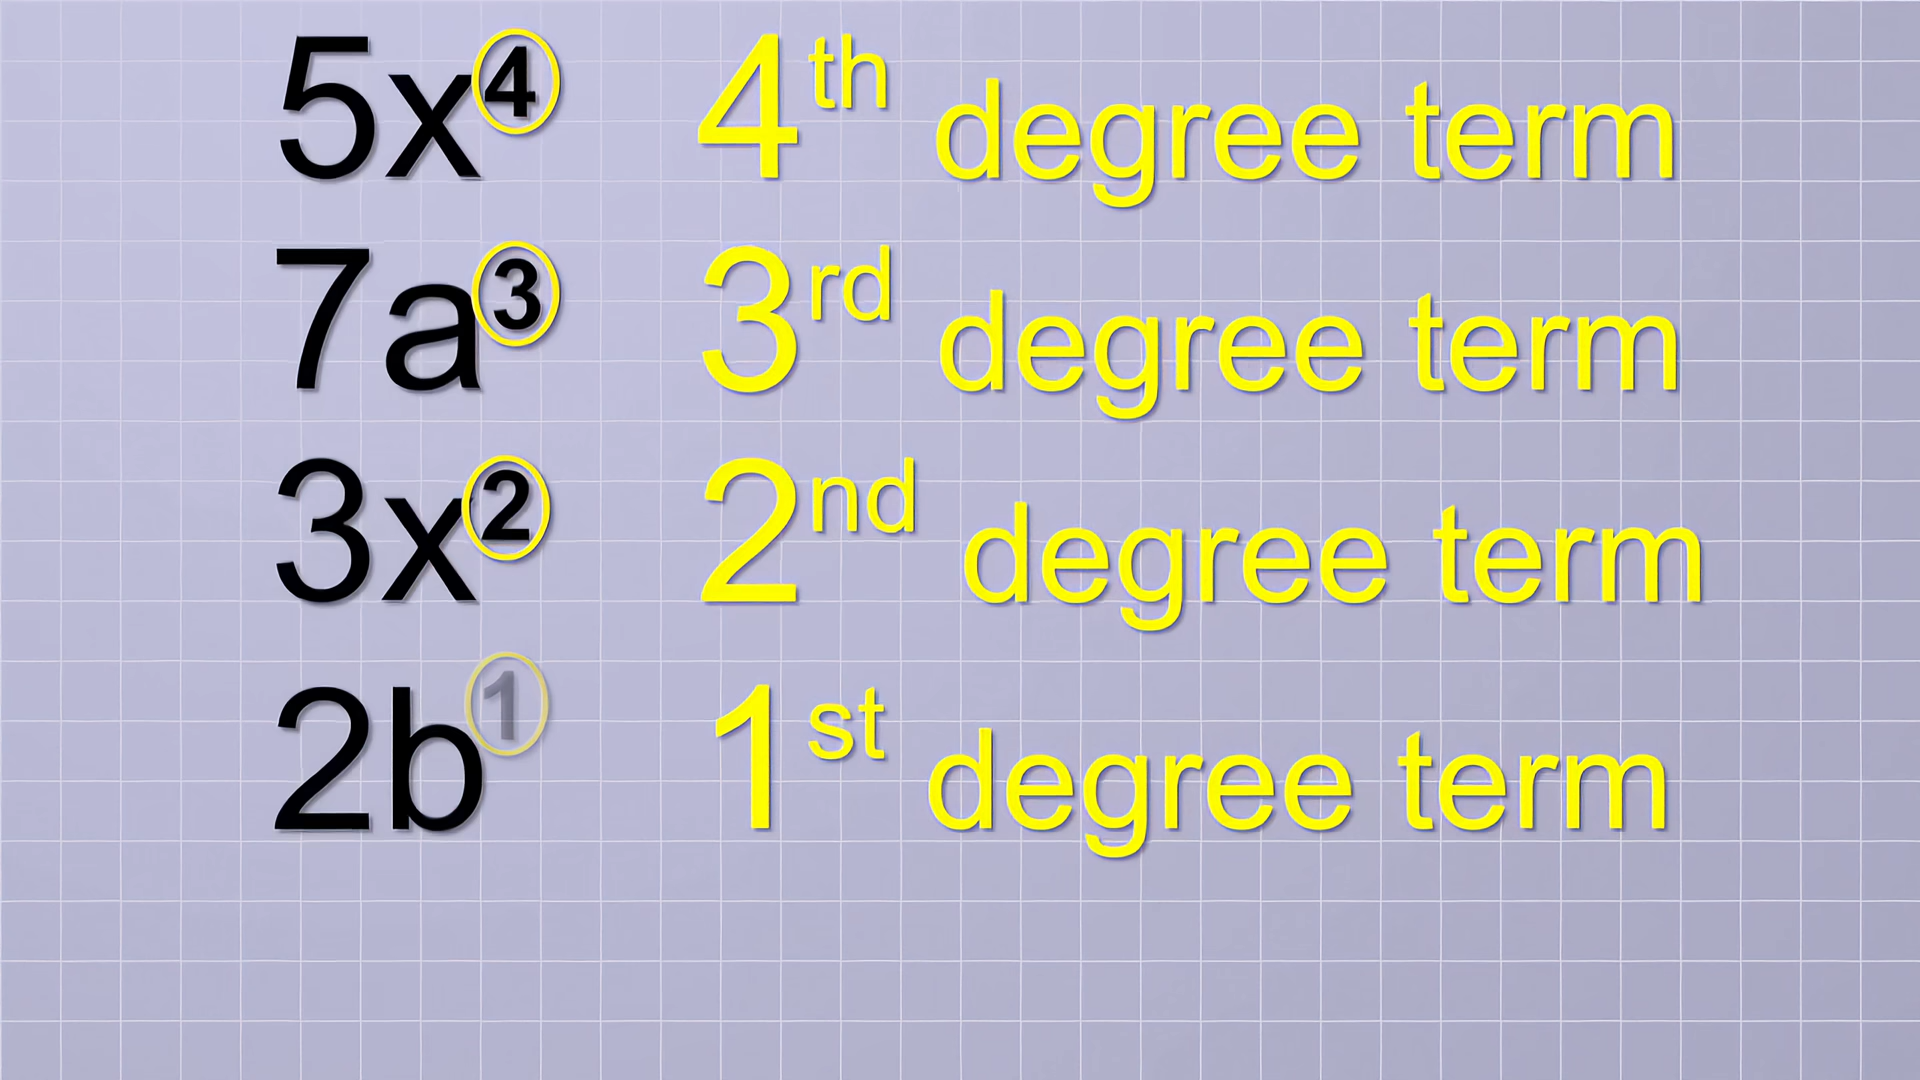 5x⁴ 4th degree term
7a³ 3rd degree term
3x² 2nd degree term
2b¹ 1st degree term